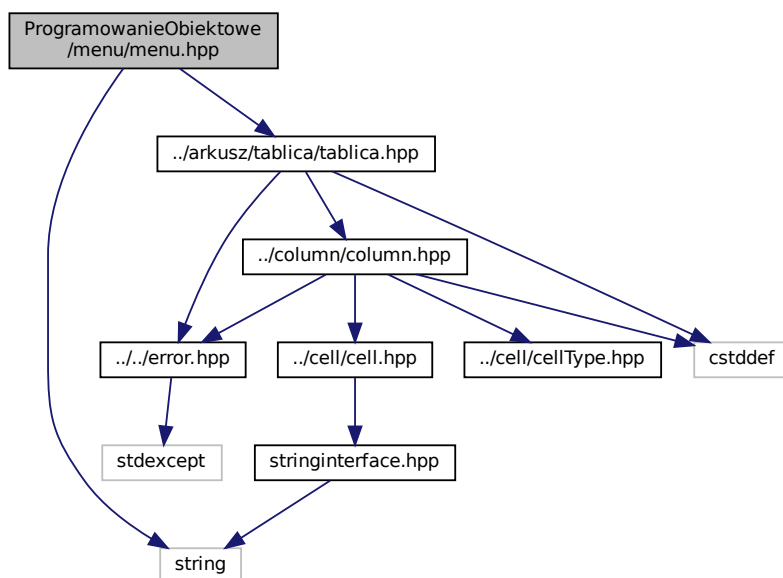 ProgramowanieObiektowe
/menu/menu.hpp
../arkusz/tablica/tablica.hpp
../column/column.hpp
../../error.hpp
../cell/cell.hpp
../cell/cellType.hpp
cstddef
stdexcept
stringinterface.hpp
string